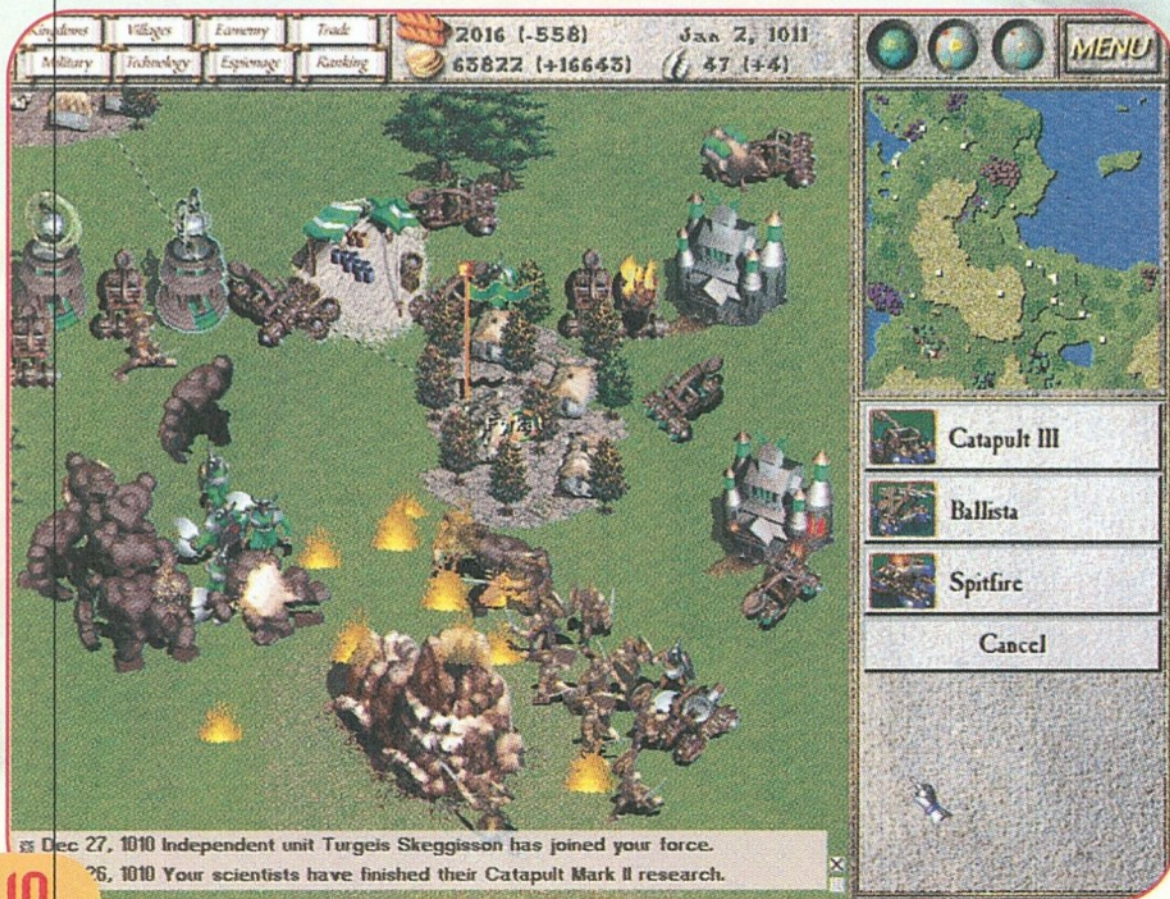 Kingdoms Villages Economy Trade
Military Technology Espionage Ranking
2016 (-558) Jan 2, 1011
63822 (+16643) 47 (+4)
MENU
Catapult III
Ballista
Spitfire
Cancel
Dec 27, 1010 Independent unit Turgeis Skeggisson has joined your force.
26, 1010 Your scientists have finished their Catapult Mark II research.
10